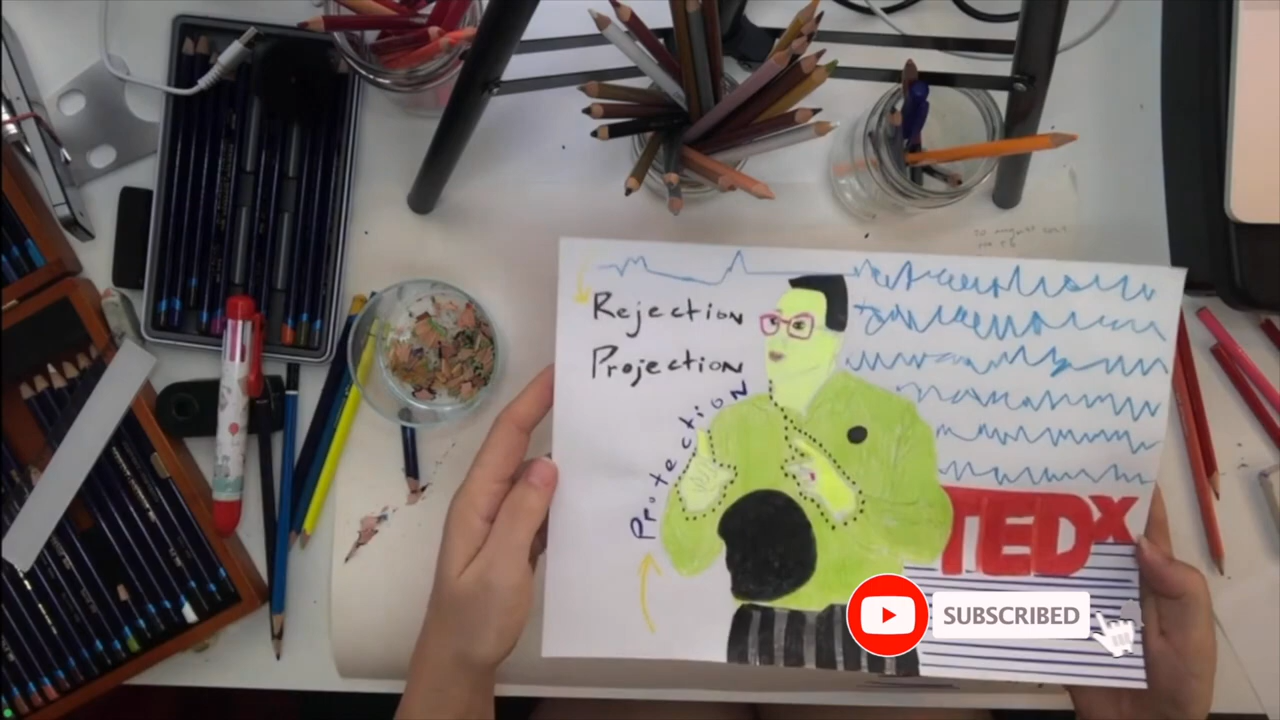 Rejection
Projection
Protection
TEDx
SUBSCRIBED